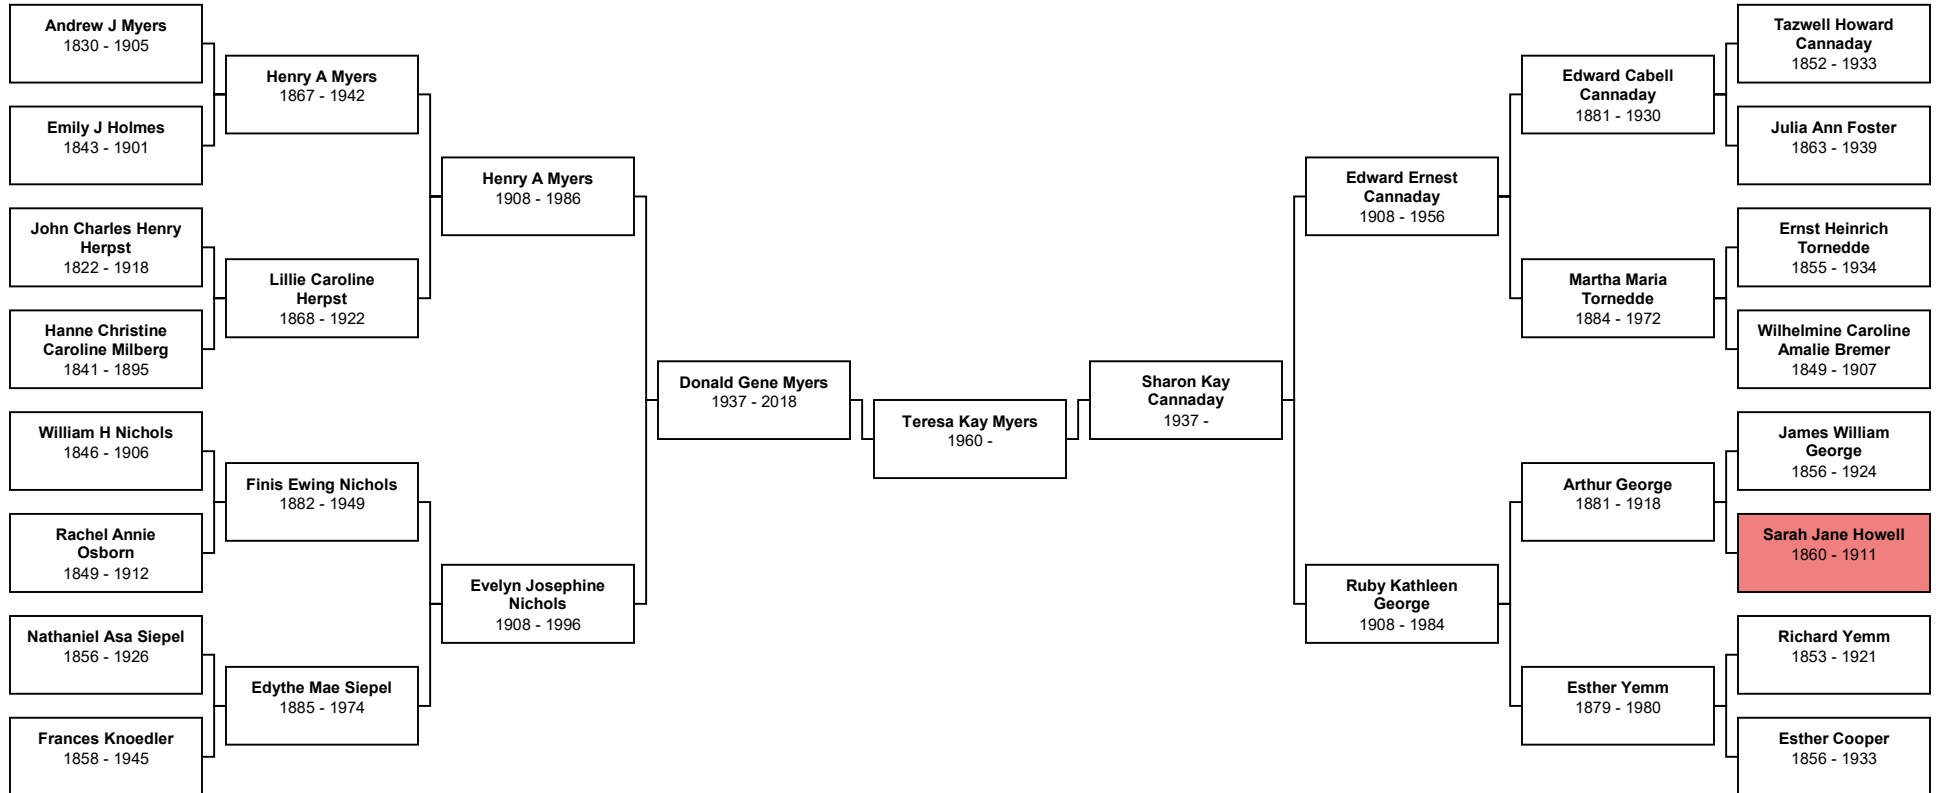 Andrew J Myers
1830 - 1905
Emily J Holmes
1843 - 1901
John Charles Henry
Herpst
1822 - 1918
Hanne Christine
Caroline Milberg
1841 - 1895
William H Nichols
1846 - 1906
Rachel Annie
Osborn
1849 - 1912
Nathaniel Asa Siepel
1856 - 1926
Frances Knoedler
1858 - 1945
Henry A Myers
1867 - 1942
Lillie Caroline
Herpst
1868 - 1922
Finis Ewing Nichols
1882 - 1949
Edythe Mae Siepel
1885 - 1974
Henry A Myers
1908 - 1986
Evelyn Josephine
Nichols
1908 - 1996
Donald Gene Myers
1937 - 2018
Teresa Kay Myers
1960 -
Sharon Kay
Cannaday
1937 -
Edward Ernest
Cannaday
1908 - 1956
Ruby Kathleen
George
1908 - 1984
Edward Cabell
Cannaday
1881 - 1930
Martha Maria
Tornedde
1884 - 1972
Arthur George
1881 - 1918
Esther Yemm
1879 - 1980
Tazwell Howard
Cannaday
1852 - 1933
Julia Ann Foster
1863 - 1939
Ernst Heinrich
Tornedde
1855 - 1934
Wilhelmine Caroline
Amalie Bremer
1849 - 1907
James William
George
1856 - 1924
Sarah Jane Howell
1860 - 1911
Richard Yemm
1853 - 1921
Esther Cooper
1856 - 1933